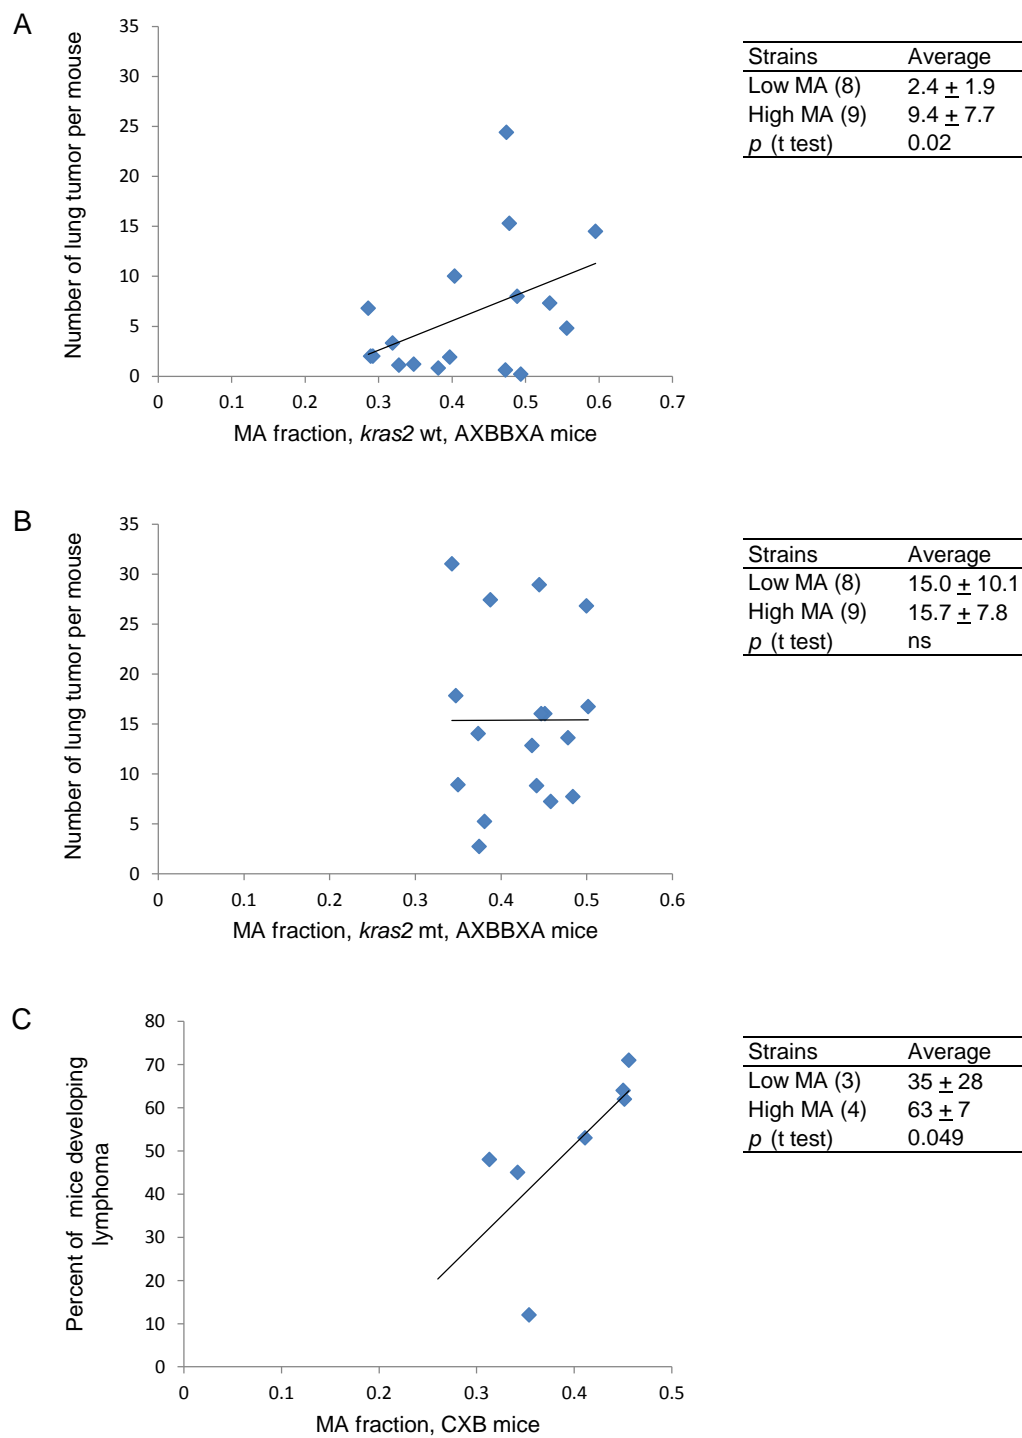 A
35
30
25
20
15
10
5
0
0 0.1 0.2 0.3 0.4 0.5 0.6 0.7
Number of lung tumor per mouse
MA fraction, kras2 wt, AXBBXA mice
Strains Average
Low MA (8) 2.4 ± 1.9
High MA (9) 9.4 ± 7.7
p (t test) 0.02
B
35
30
25
20
15
10
5
0
0 0.1 0.2 0.3 0.4 0.5 0.6
Number of lung tumor per mouse
MA fraction, kras2 mt, AXBBXA mice
Strains Average
Low MA (8) 15.0 ± 10.1
High MA (9) 15.7 ± 7.8
p (t test) ns
C
80
70
60
50
40
30
20
10
0
0 0.1 0.2 0.3 0.4 0.5
Percent of mice developing
lymphoma
MA fraction, CXB mice
Strains Average
Low MA (3) 35 ± 28
High MA (4) 63 ± 7
p (t test) 0.049